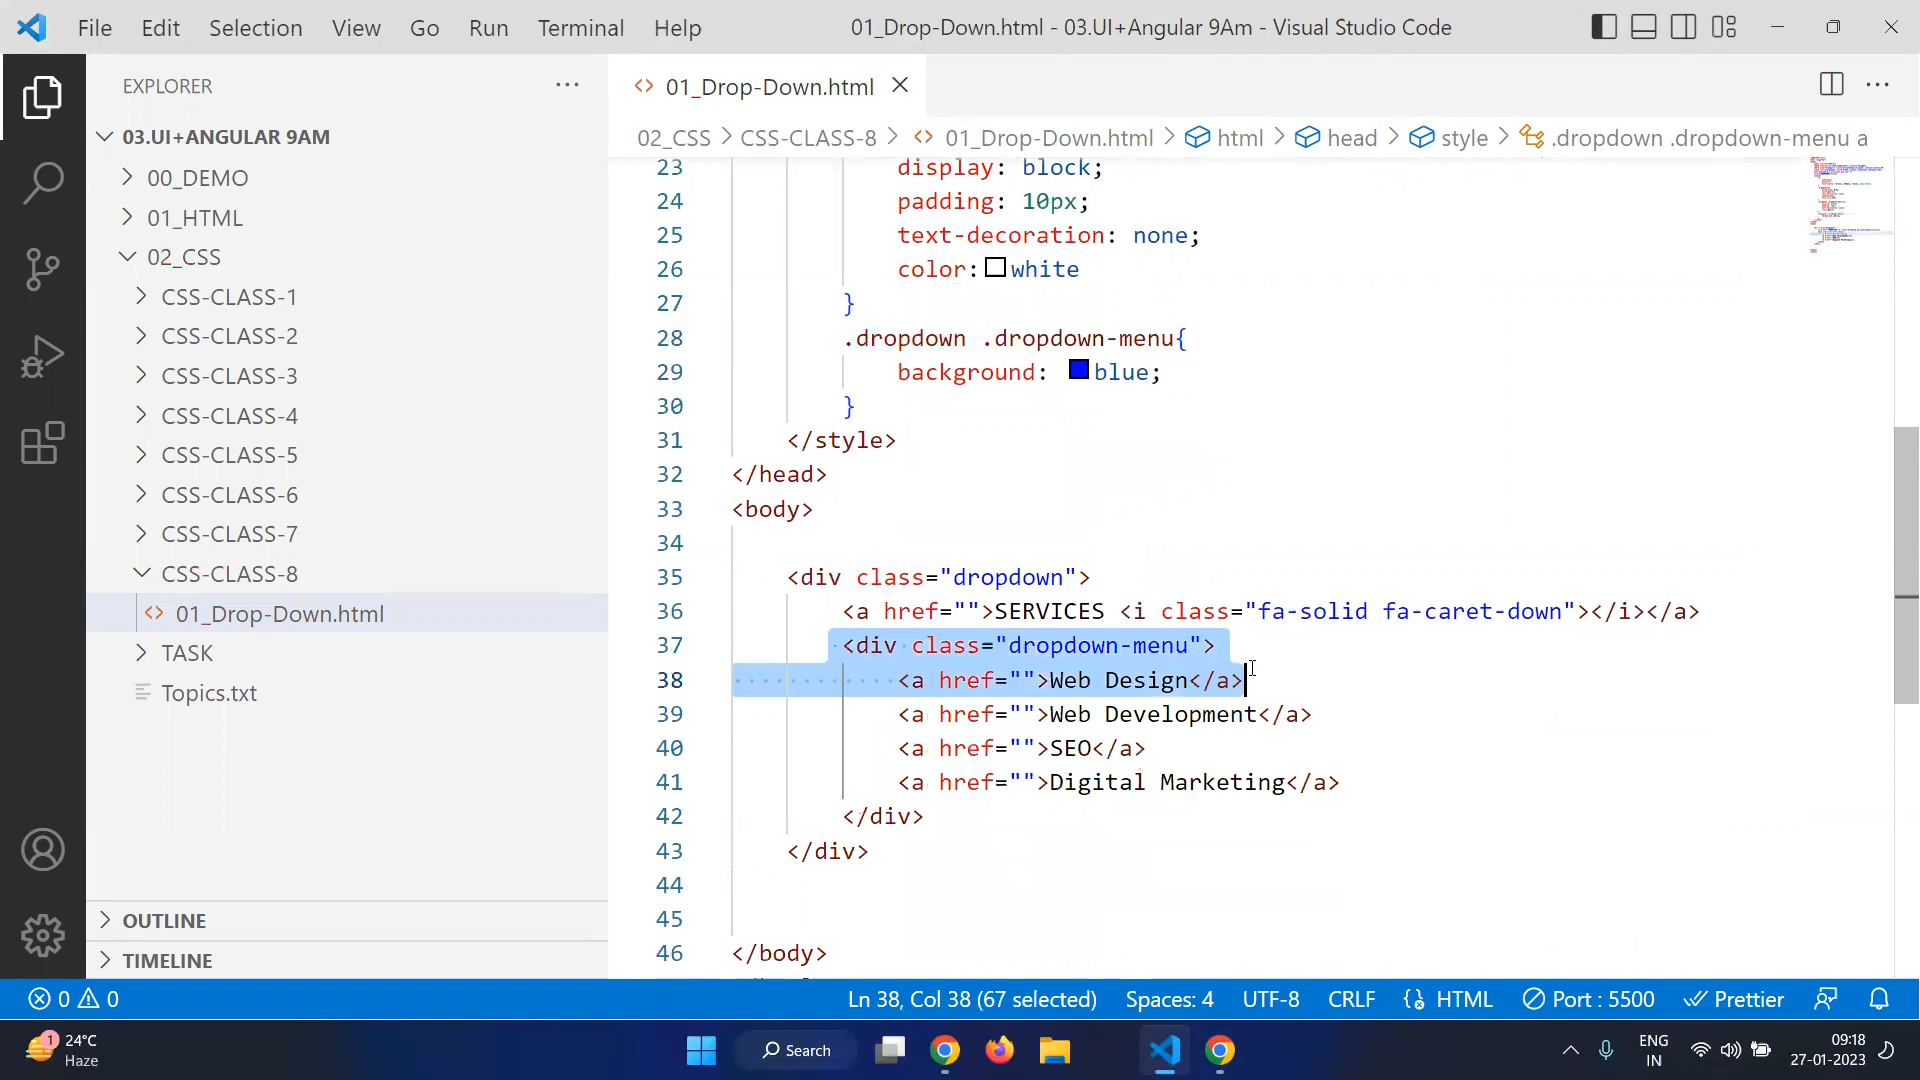 File Edit Selection View Go Run Terminal Help 01_Drop-Down.html - 03.UI+Angular 9Am - Visual Studio Code
EXPLORER
01_Drop-Down.html
03.UI+ANGULAR 9AM
00_DEMO
01_HTML
02_CSS
CSS-CLASS-1
CSS-CLASS-2
CSS-CLASS-3
CSS-CLASS-4
CSS-CLASS-5
CSS-CLASS-6
CSS-CLASS-7
CSS-CLASS-8
01_Drop-Down.html
TASK
Topics.txt
OUTLINE
TIMELINE
02_CSS > CSS-CLASS-8 > 01_Drop-Down.html > html > head > style > .dropdown .dropdown-menu a
23 display: block;
24 padding: 10px;
25 text-decoration: none;
26 color: white
27 }
28 .dropdown .dropdown-menu{
29 background: blue;
30 }
31 </style>
32 </head>
33 <body>
34
35 <div class="dropdown">
36 <a href="">SERVICES <i class="fa-solid fa-caret-down"></i></a>
37 <div class="dropdown-menu">
38 <a href="">Web Design</a>
39 <a href="">Web Development</a>
40 <a href="">SEO</a>
41 <a href="">Digital Marketing</a>
42 </div>
43 </div>
44
45
46 </body>
0 0 Ln 38, Col 38 (67 selected) Spaces: 4 UTF-8 CRLF HTML Port : 5500 Prettier
1 24°C
Haze
Search
ENG
IN
09:18
27-01-2023